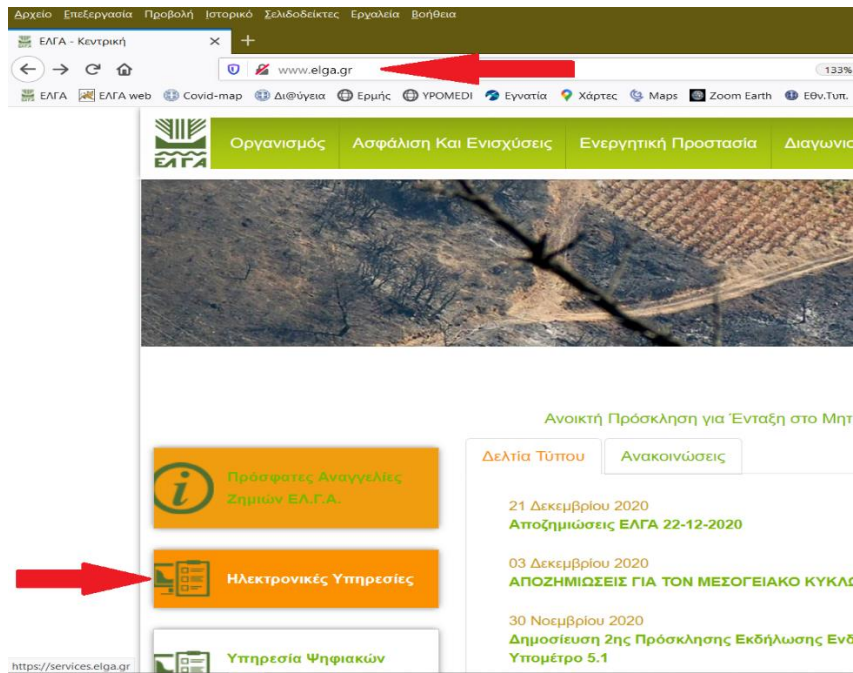 Αρχείο Επεξεργασία Προβολή Ιστορικό Σελιδοδείκτες Εργαλεία Βοήθεια
ΕΛΓΑ - Κεντρική
www.elga.gr
133%
ΕΛΓΑ ΕΛΓΑ web Covid-map Δι@ύγεια Ερμής YPOMEDI Εγνατία Χάρτες Maps Zoom Earth Εθν.Τυπ.
ΕΛΓΑ
Οργανισμός Ασφάλιση Και Ενισχύσεις Ενεργητική Προστασία Διαγωνισ
Ανοικτή Πρόσκληση για Ένταξη στο Μητ
Δελτία Τύπου Ανακοινώσεις
Πρόσφατες Αναγγελίες
Ζημιών ΕΛ.Γ.Α.
21 Δεκεμβρίου 2020
Αποζημιώσεις ΕΛΓΑ 22-12-2020
Ηλεκτρονικές Υπηρεσίες
03 Δεκεμβρίου 2020
ΑΠΟΖΗΜΙΩΣΕΙΣ ΓΙΑ ΤΟΝ ΜΕΣΟΓΕΙΑΚΟ ΚΥΚΛΩ
30 Νοεμβρίου 2020
Δημοσίευση 2ης Πρόσκλησης Εκδήλωσης Ενδ
Υπομέτρο 5.1
Υπηρεσία Ψηφιακών
https://services.elga.gr